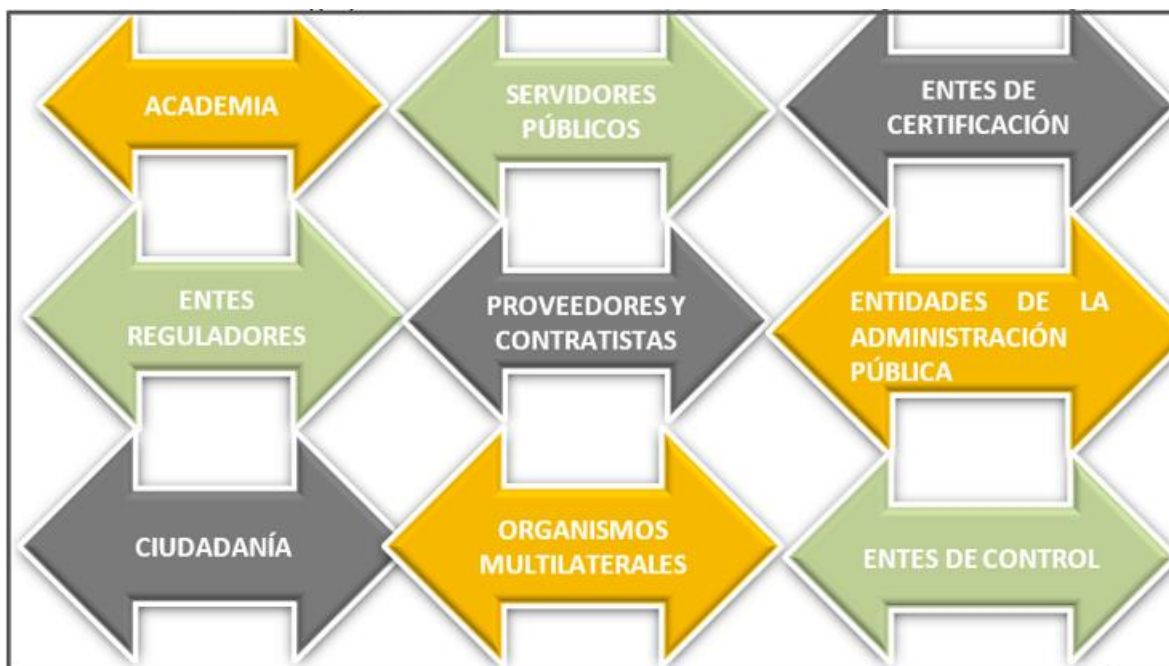 ACADEMIA
SERVIDORES
PÚBLICOS
ENTES DE
CERTIFICACIÓN
ENTES
REGULADORES
PROVEEDORES Y
CONTRATISTAS
ENTIDADES DE LA
ADMINISTRACIÓN
PÚBLICA
CIUDADANÍA
ORGANISMOS
MULTILATERALES
ENTES DE CONTROL